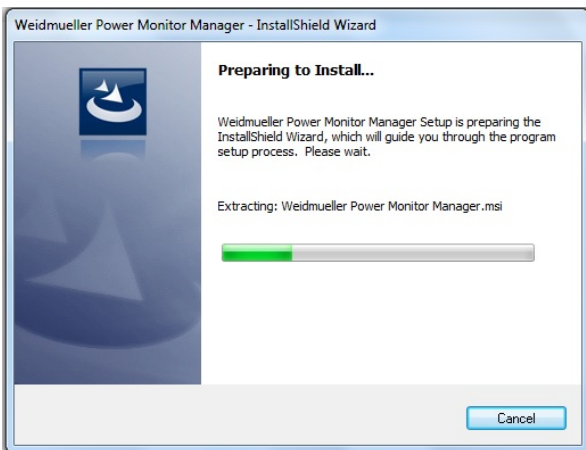 Weidmueller Power Monitor Manager - InstallShield Wizard
Preparing to Install...
Weidmueller Power Monitor Manager Setup is preparing the
InstallShield Wizard, which will guide you through the program
setup process.  Please wait.
Extracting: Weidmueller Power Monitor Manager.msi
Cancel